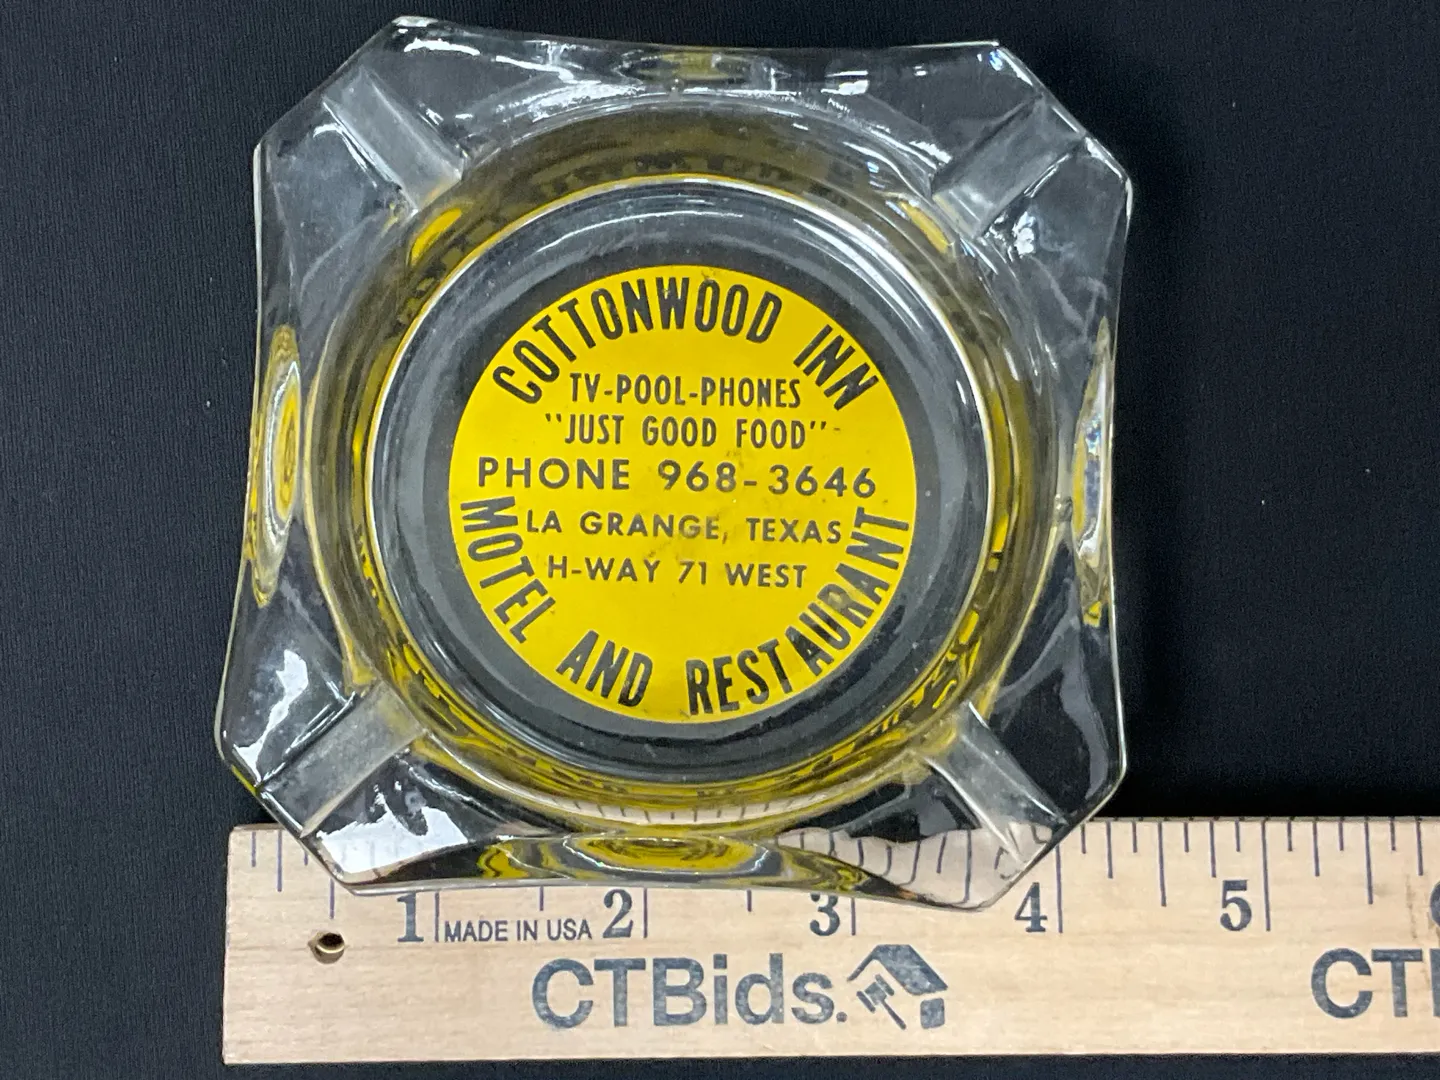 COTTONWOOD INN
TV-POOL-PHONES
"JUST GOOD FOOD"
PHONE 968-3646
LA GRANGE, TEXAS
H-WAY 71 WEST
MOTEL AND RESTAURANT
1 MADE IN USA 2 3 4 5
CTBids. CT